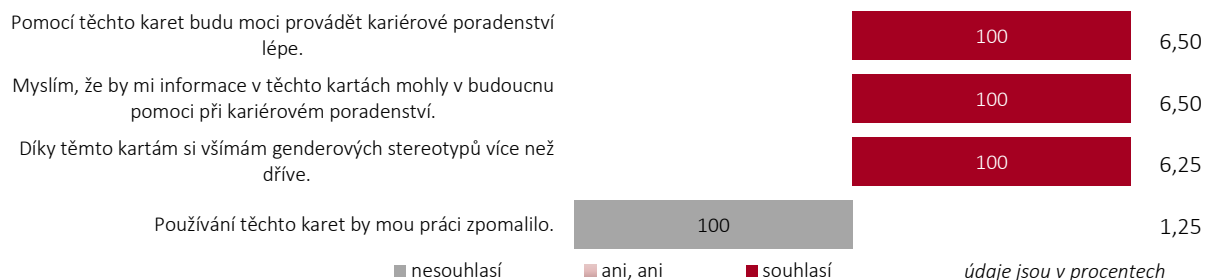 Pomocí těchto karet budu moci provádět kariérové poradenství
lépe.
100
6,50
Myslím, že by mi informace v těchto kartách mohly v budoucnu
pomoci při kariérovém poradenství.
100
6,50
Díky těmto kartám si všímám genderových stereotypů více než
dříve.
100
6,25
Používání těchto karet by mou práci zpomalilo.
100
1,25
nesouhlasí ani, ani souhlasí údaje jsou v procentech